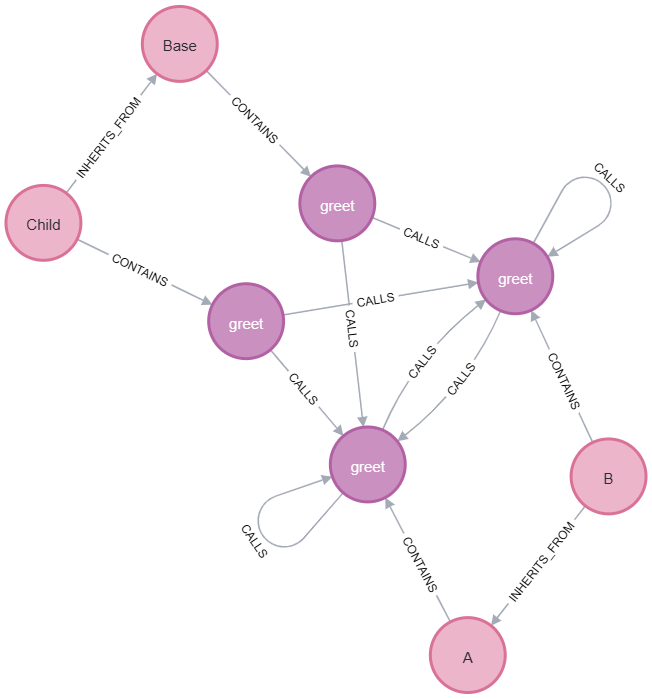 Base
CONTAINS
INHERITS_FROM
Child
CONTAINS
greet
CALLS
CALLS
greet
greet
CALLS
CALLS
CALLS
CALLS
CALLS
greet
CALLS
CONTAINS
B
CONTAINS
INHERITS_FROM
A